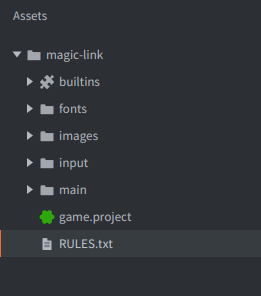 Assets
magic-link
builtins
fonts
images
input
main
game.project
RULES.txt